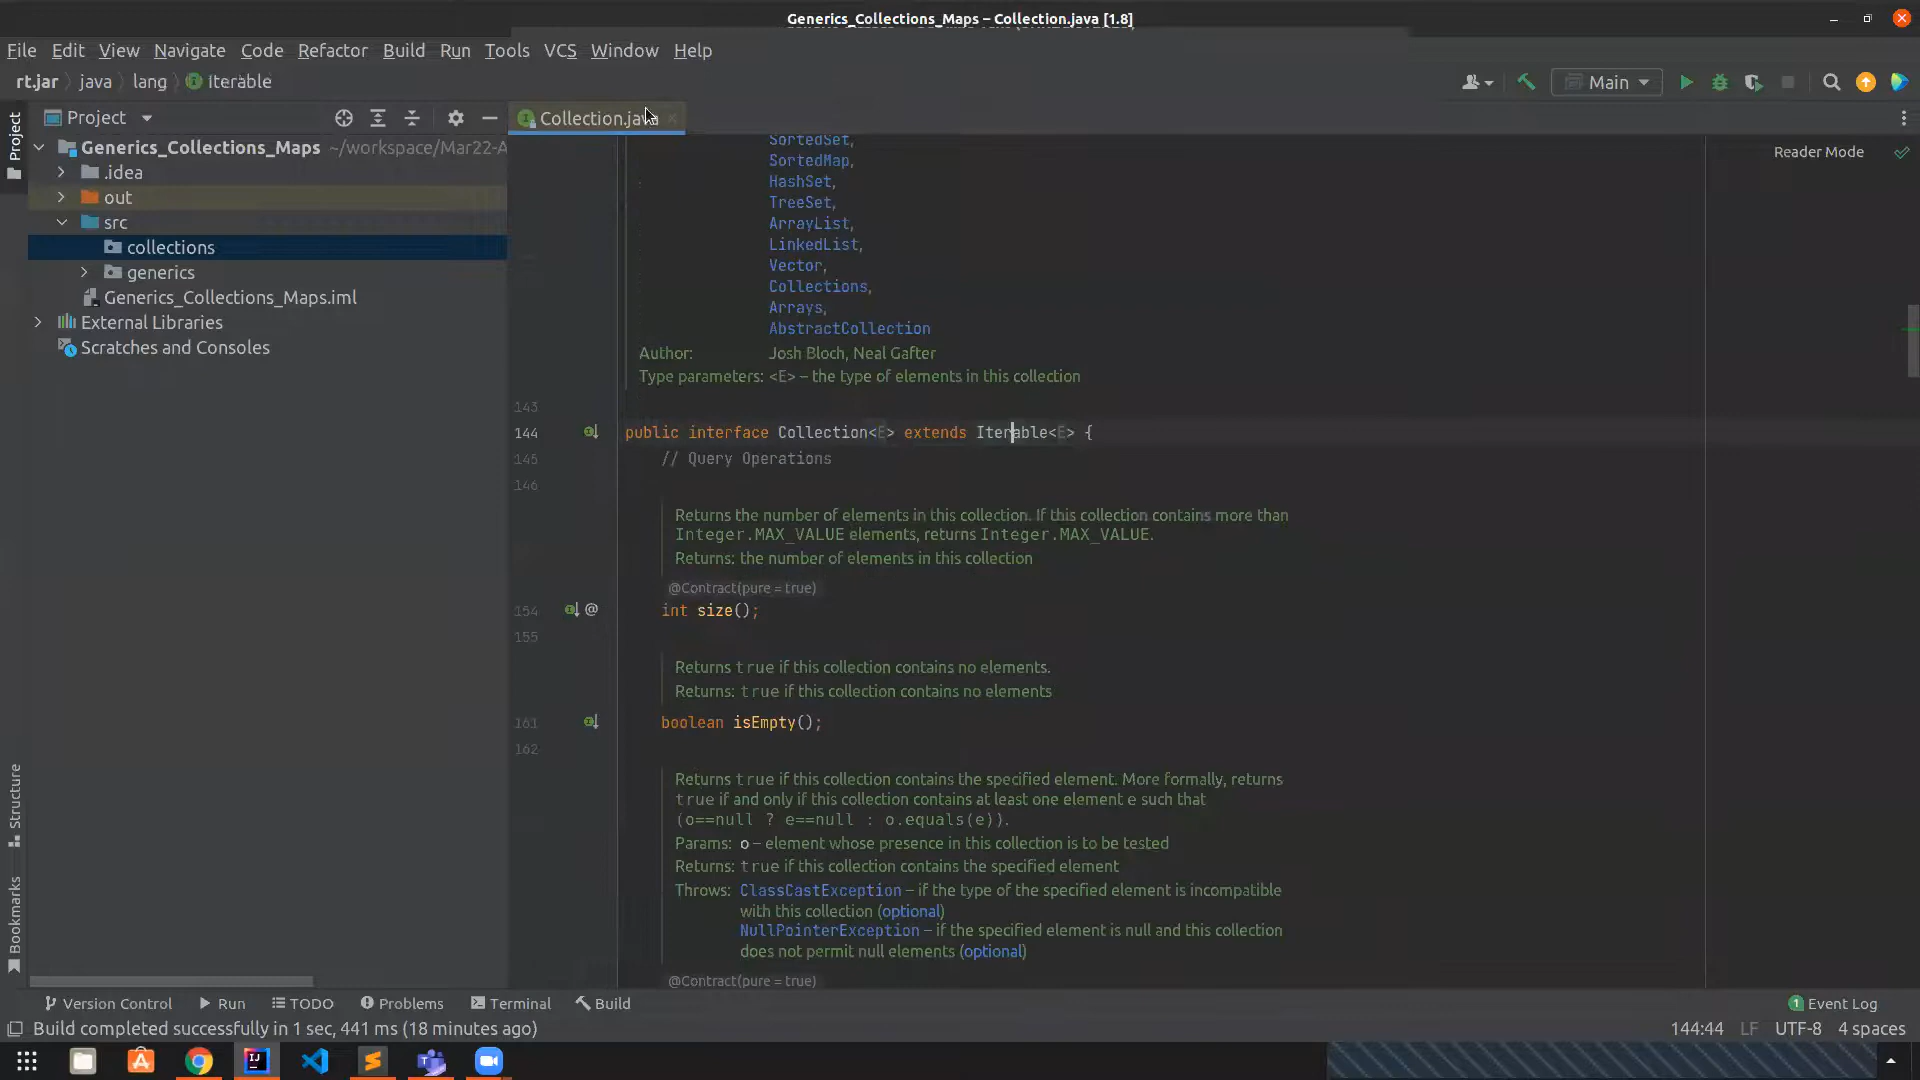 Generics_Collections_Maps – Collection.java [1.8]
File Edit View Navigate Code Refactor Build Run Tools VCS Window Help
rt.jar java lang Iterable
Main
Project
Collection.java
Generics_Collections_Maps ~/workspace/Mar22-A
.idea
out
src
collections
generics
Generics_Collections_Maps.iml
External Libraries
Scratches and Consoles
Project
Structure
Bookmarks
Reader Mode
SortedSet,
SortedMap,
HashSet,
TreeSet,
ArrayList,
LinkedList,
Vector,
Collections,
Arrays,
AbstractCollection
Author: Josh Bloch, Neal Gafter
Type parameters: <E> – the type of elements in this collection
143
144 public interface Collection<E> extends Iterable<E> {
145 // Query Operations
146
Returns the number of elements in this collection. If this collection contains more than
Integer.MAX_VALUE elements, returns Integer.MAX_VALUE.
Returns: the number of elements in this collection
@Contract(pure = true)
154 @ int size();
155
Returns true if this collection contains no elements.
Returns: true if this collection contains no elements
161 boolean isEmpty();
162
Returns true if this collection contains the specified element. More formally, returns
true if and only if this collection contains at least one element e such that
(o==null ? e==null : o.equals(e)).
Params: o – element whose presence in this collection is to be tested
Returns: true if this collection contains the specified element
Throws: ClassCastException – if the type of the specified element is incompatible
with this collection (optional)
NullPointerException – if the specified element is null and this collection
does not permit null elements (optional)
@Contract(pure = true)
Version Control Run TODO Problems Terminal Build 1 Event Log
Build completed successfully in 1 sec, 441 ms (18 minutes ago) 144:44 LF UTF-8 4 spaces